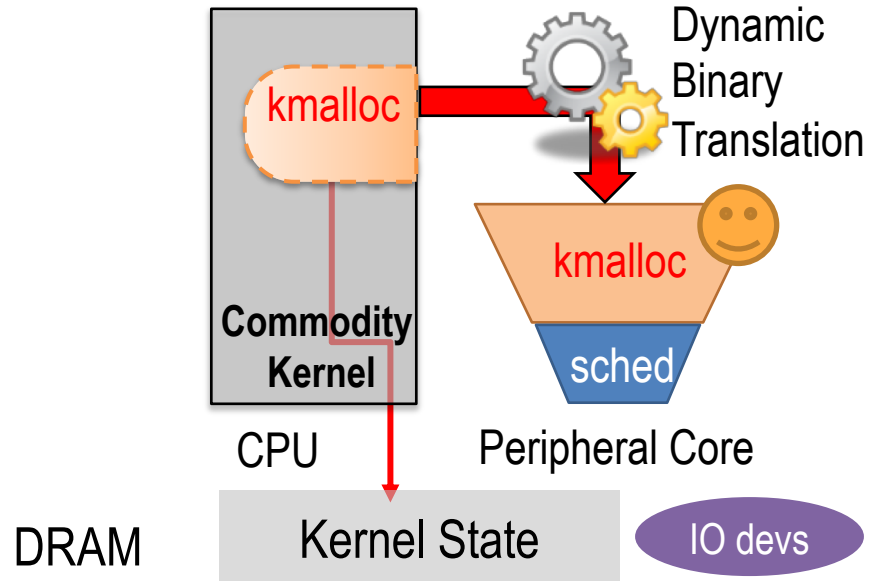 Dynamic
Binary
Translation
kmalloc
kmalloc
Commodity
Kernel
sched
CPU
Peripheral Core
DRAM
Kernel State
IO devs